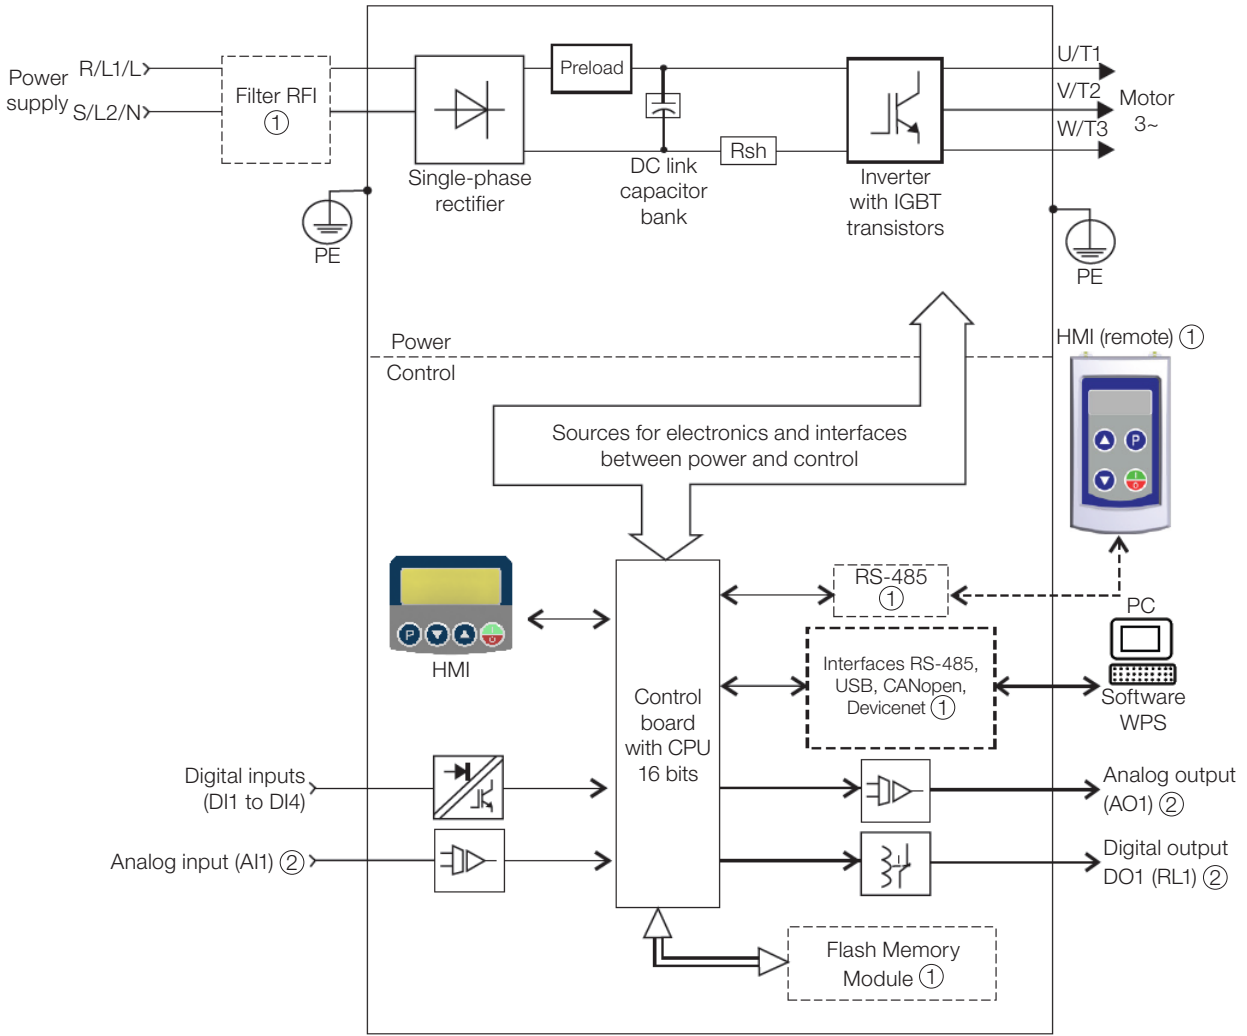 Power
supply
R/L1/L
S/L2/N
Filter RFI
①
Preload
Rsh
Single-phase
rectifier
DC link
capacitor
bank
Inverter
with IGBT
transistors
U/T1
V/T2
W/T3
Motor
3~
PE
PE
Power
Control
HMI (remote) ①
P
Sources for electronics and interfaces
between power and control
P
HMI
Control
board
with CPU
16 bits
RS-485
①
Interfaces RS-485,
USB, CANopen,
Devicenet ①
PC
Software
WPS
Digital inputs
(DI1 to DI4)
Analog input (AI1) ②
Analog output
(AO1) ②
Digital output
DO1 (RL1) ②
Flash Memory
Module ①